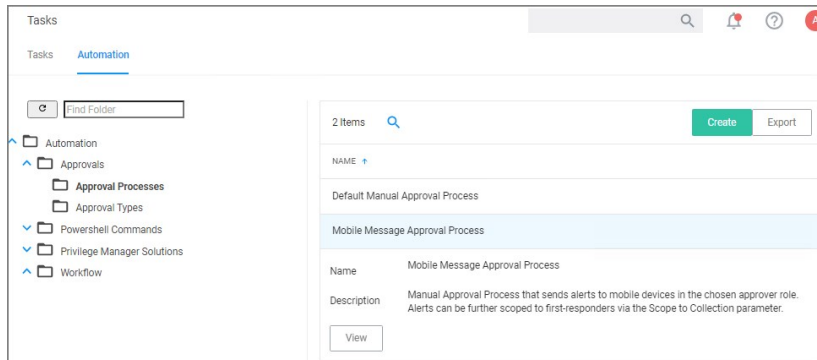 Tasks
A
Tasks Automation
Find Folder
Automation
Approvals
Approval Processes
Approval Types
Powershell Commands
Privilege Manager Solutions
Workflow
2 Items
Create Export
NAME
Default Manual Approval Process
Mobile Message Approval Process
Name Mobile Message Approval Process
Description Manual Approval Process that sends alerts to mobile devices in the chosen approver role.
Alerts can be further scoped to first-responders via the Scope to Collection parameter.
View